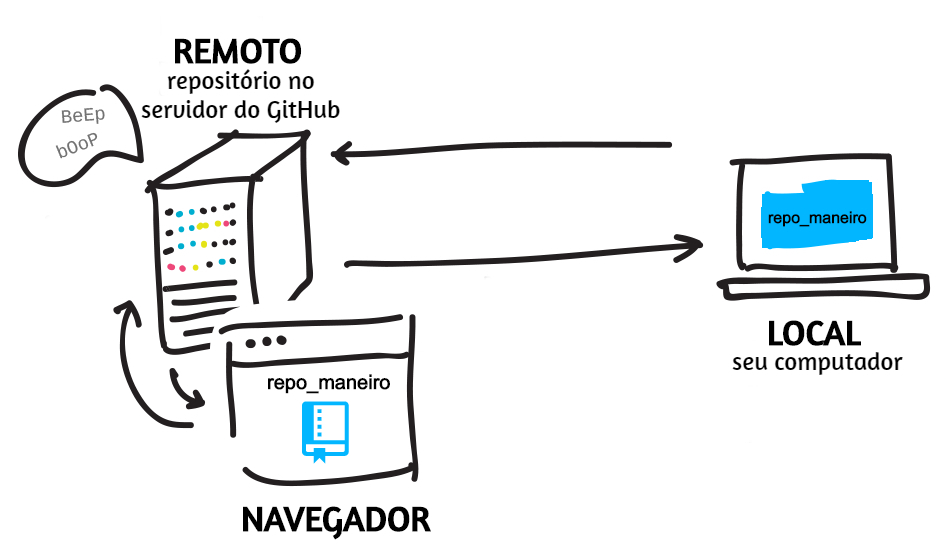 REMOTO
repositório no
servidor do GitHub
BeEp
bOoP
repo_maneiro
LOCAL
seu computador
repo_maneiro
NAVEGADOR